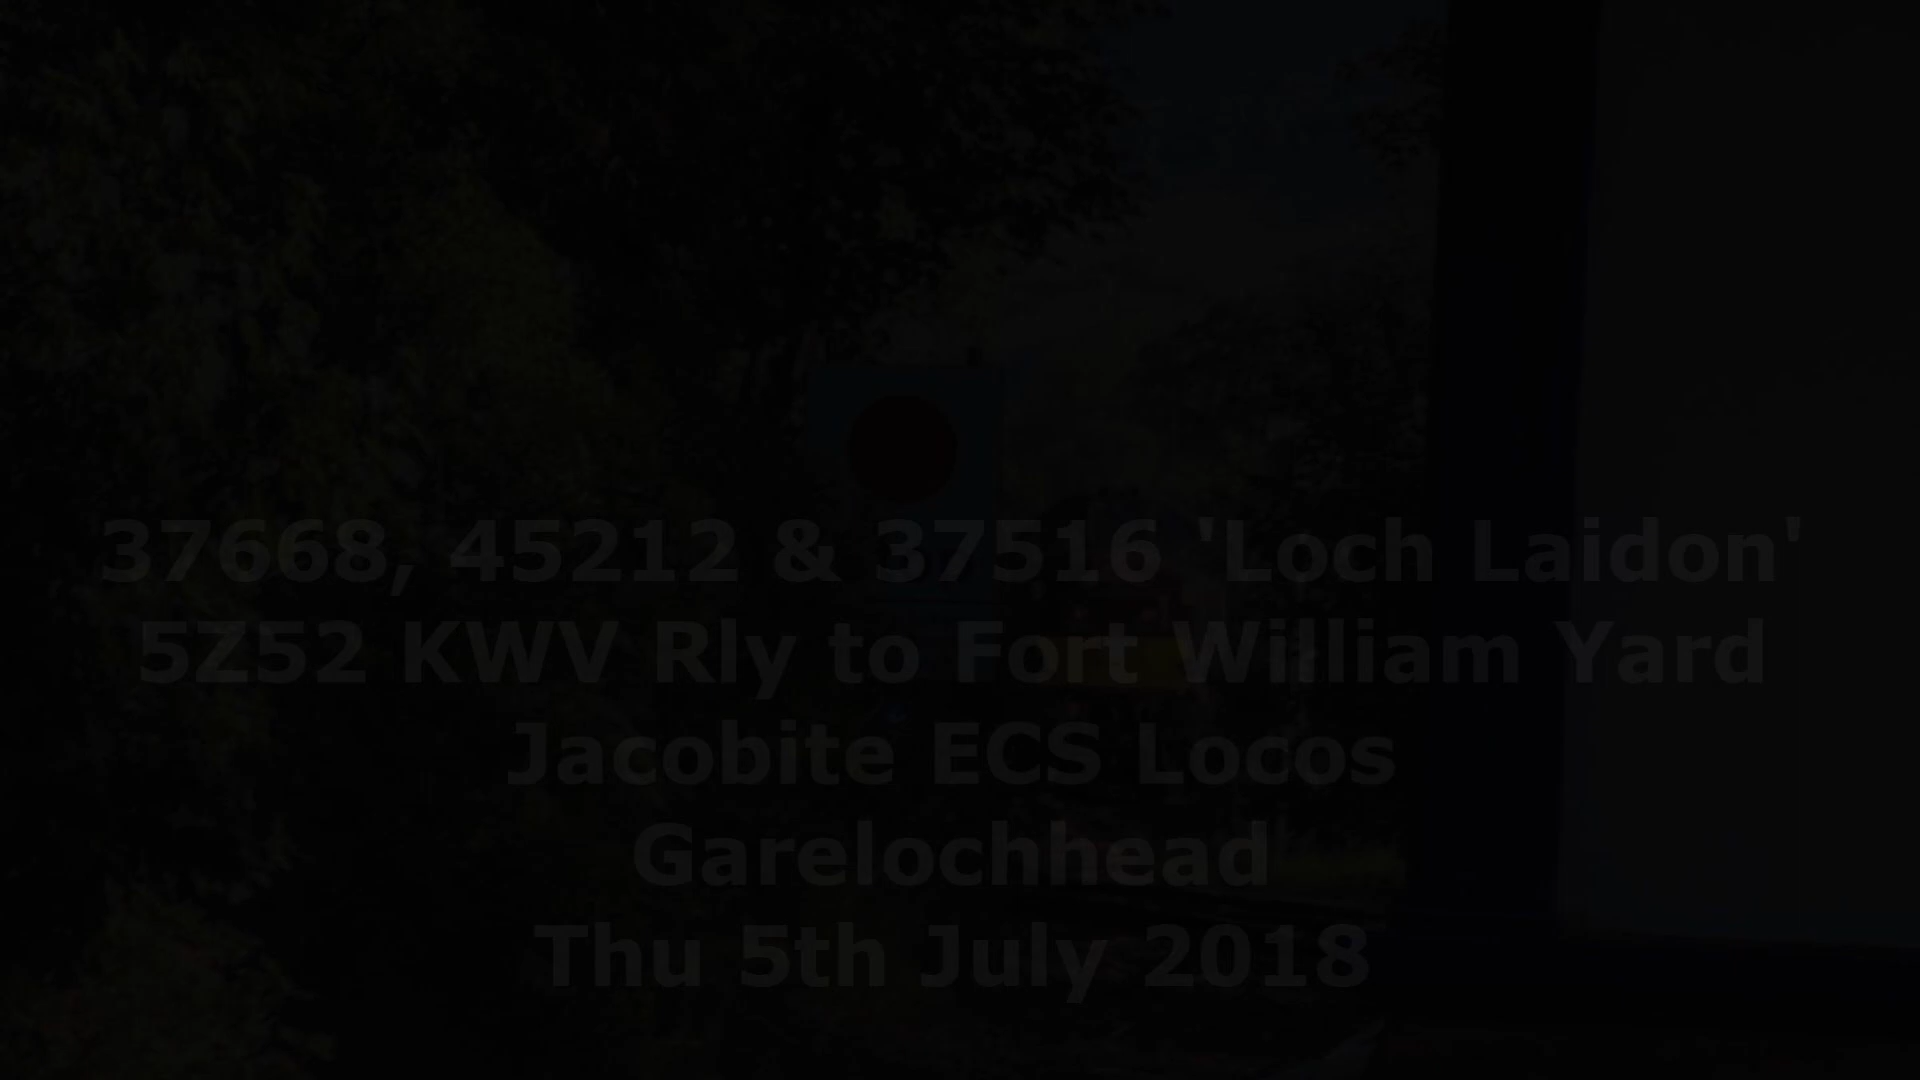 37668, 45212 & 37516 'Loch Laidon'
5Z52 KWV Rly to Fort William Yard
Jacobite ECS Locos
Garelochhead
Thu 5th July 2018